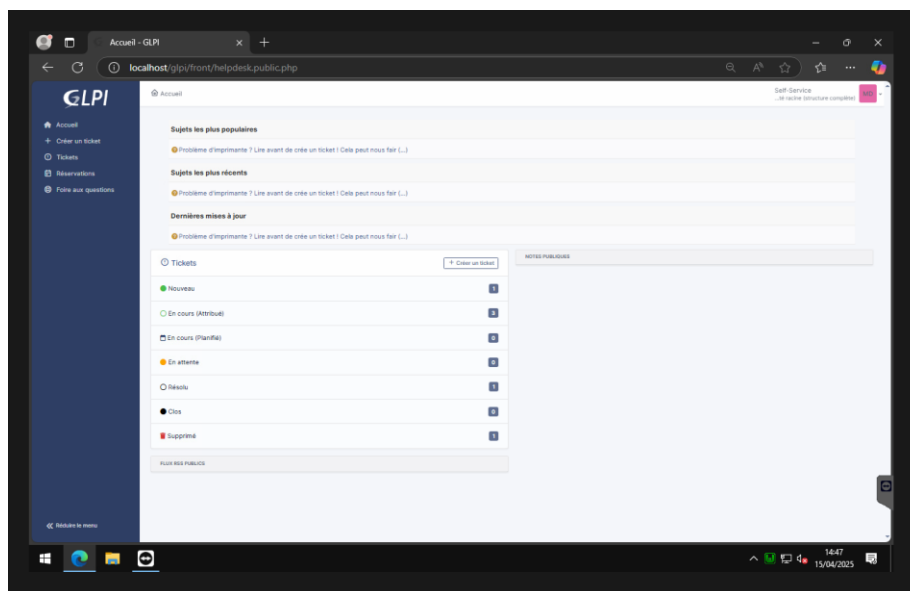 Accueil - GLPI
localhost/glpi/front/helpdesk.public.php
GLPI
Accueil
Self-Service
...té racine (structure complète)
Accueil
Créer un ticket
Tickets
Réservations
Foire aux questions
Sujets les plus populaires
Problème d'imprimante ? Lire avant de crée un ticket ! Cela peut nous fair (...)
Sujets les plus récents
Problème d'imprimante ? Lire avant de crée un ticket ! Cela peut nous fair (...)
Dernières mises à jour
Problème d'imprimante ? Lire avant de crée un ticket ! Cela peut nous fair (...)
Tickets
+ Créer un ticket
Nouveau 1
En cours (Attribué) 3
En cours (Planifié) 0
En attente 0
Résolu 1
Clos 0
Supprimé 1
FLUX RSS PUBLICS
NOTES PUBLIQUES
Réduire le menu
14:47
15/04/2025